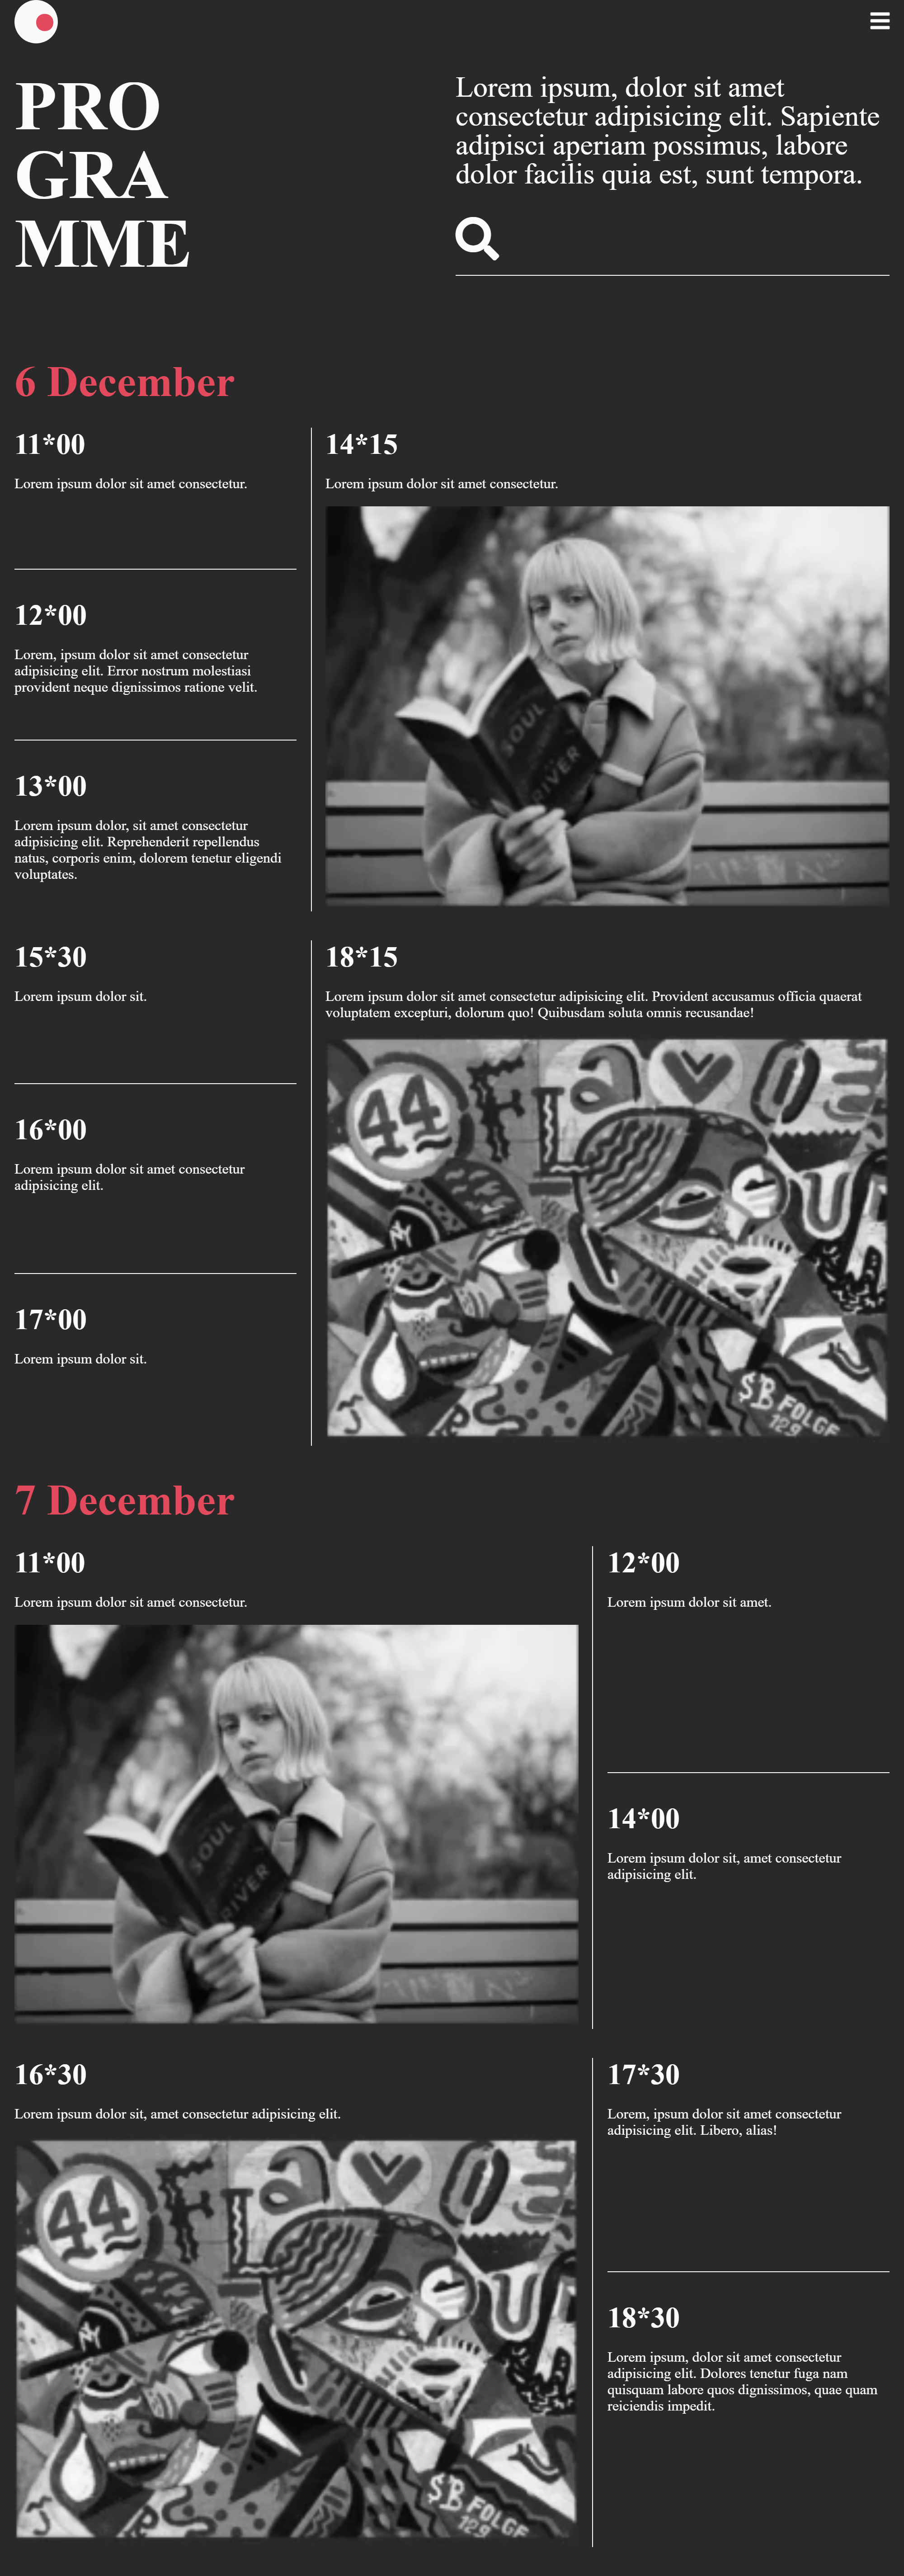 PRO
GRA
MME
Lorem ipsum, dolor sit amet
consectetur adipisicing elit. Sapiente
adipisci aperiam possimus, labore
dolor facilis quia est, sunt tempora.
6 December
11*00
Lorem ipsum dolor sit amet consectetur.
12*00
Lorem, ipsum dolor sit amet consectetur
adipisicing elit. Error nostrum molestiasi
provident neque dignissimos ratione velit.
13*00
Lorem ipsum dolor, sit amet consectetur
adipisicing elit. Reprehenderit repellendus
natus, corporis enim, dolorem tenetur eligendi
voluptates.
14*15
Lorem ipsum dolor sit amet consectetur.
SOUL
DRIVER
15*30
Lorem ipsum dolor sit.
16*00
Lorem ipsum dolor sit amet consectetur
adipisicing elit.
17*00
Lorem ipsum dolor sit.
18*15
Lorem ipsum dolor sit amet consectetur adipisicing elit. Provident accusamus officia quaerat
voluptatem excepturi, dolorum quo! Quibusdam soluta omnis recusandae!
44
NY
$B FOLGE
129
7 December
11*00
Lorem ipsum dolor sit amet consectetur.
SOUL
DRIVER
12*00
Lorem ipsum dolor sit amet.
14*00
Lorem ipsum dolor sit, amet consectetur
adipisicing elit.
16*30
Lorem ipsum dolor sit, amet consectetur adipisicing elit.
44
NY
$B FOLGE
129
17*30
Lorem, ipsum dolor sit amet consectetur
adipisicing elit. Libero, alias!
18*30
Lorem ipsum, dolor sit amet consectetur
adipisicing elit. Dolores tenetur fuga nam
quisquam labore quos dignissimos, quae quam
reiciendis impedit.